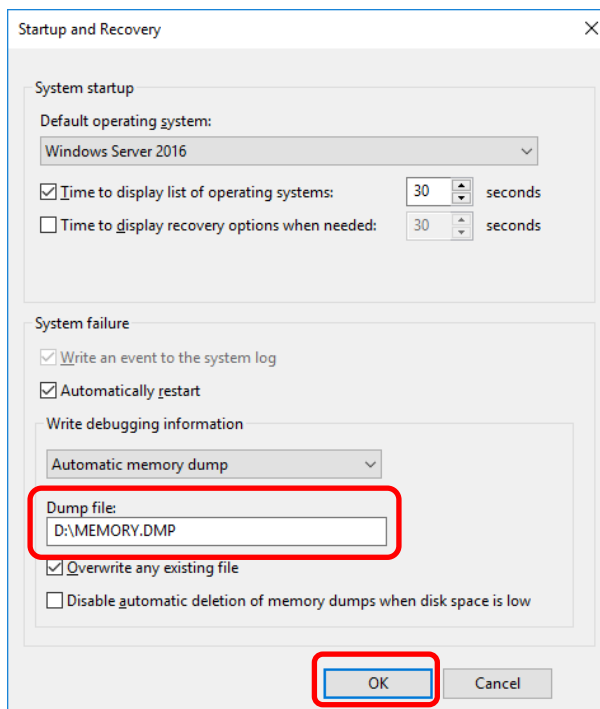 Startup and Recovery
System startup
Default operating system:
Windows Server 2016
Time to display list of operating systems: 30 seconds
Time to display recovery options when needed: 30 seconds
System failure
Write an event to the system log
Automatically restart
Write debugging information
Automatic memory dump
Dump file:
D:\MEMORY.DMP
Overwrite any existing file
Disable automatic deletion of memory dumps when disk space is low
OK Cancel